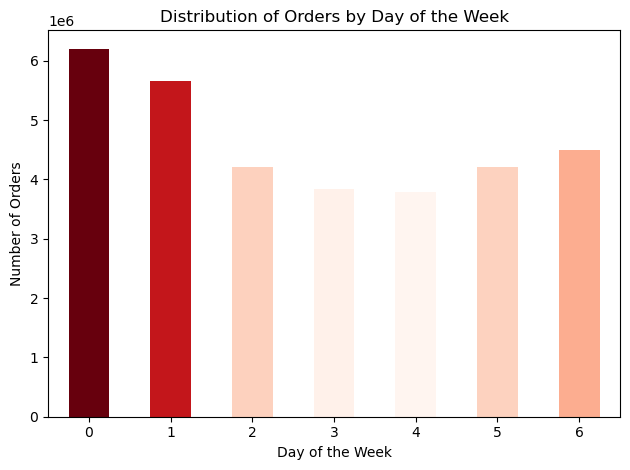 Distribution of Orders by Day of the Week
1e6
6
5
4
3
2
1
0
Number of Orders
0 1 2 3 4 5 6
Day of the Week